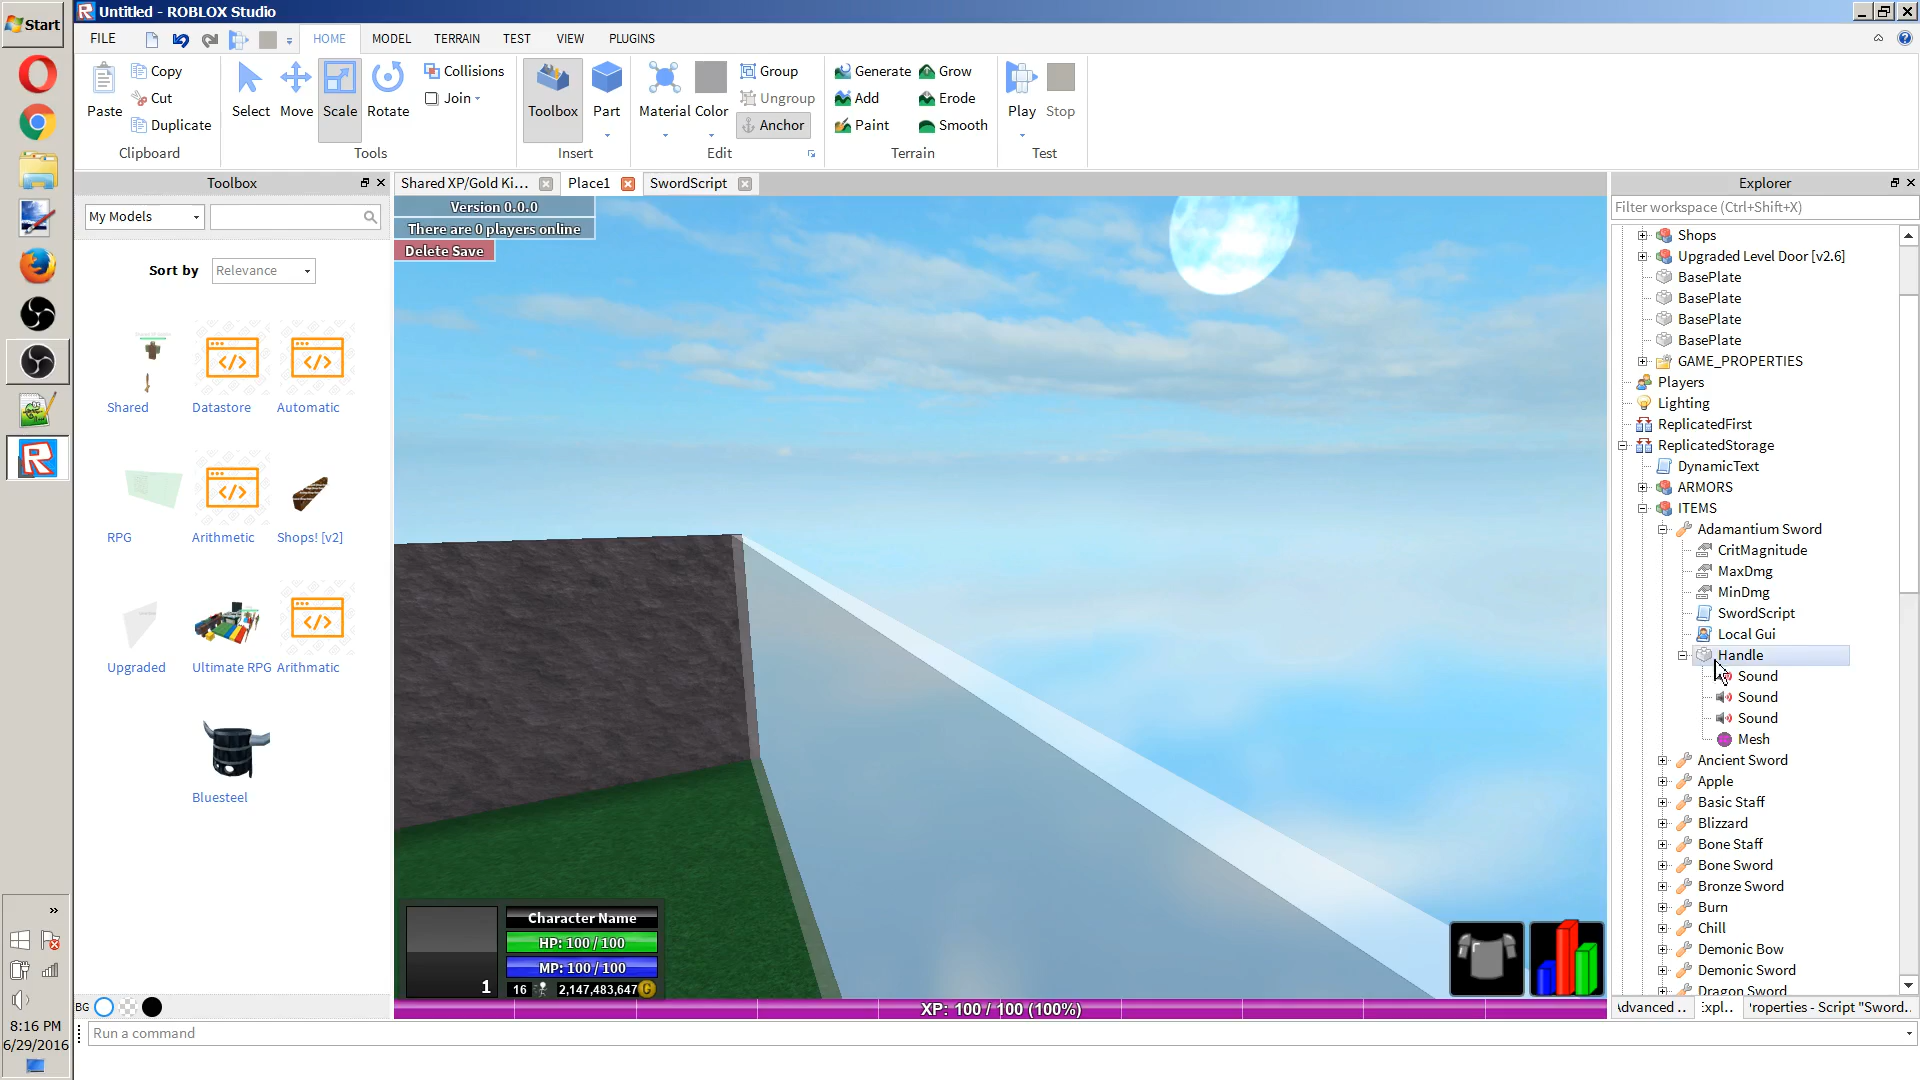 Start
Untitled - ROBLOX Studio
FILE
HOME
MODEL
TERRAIN
TEST
VIEW
PLUGINS
Paste
Copy
Cut
Duplicate
Clipboard
Select
Move
Scale
Rotate
Collisions
Join
Tools
Toolbox
Part
Insert
Material
Color
Group
Ungroup
Anchor
Edit
Generate
Add
Paint
Grow
Erode
Smooth
Terrain
Play
Stop
Test
Toolbox
My Models
Sort by
Relevance
Shared
Datastore
Automatic
RPG
Arithmetic
Shops! [v2]
Upgraded
Ultimate RPG
Arithmatic
Bluesteel
BG
Shared XP/Gold Ki...
Place1
SwordScript
Version 0.0.0
There are 0 players online
Delete Save
Character Name
HP: 100 / 100
MP: 100 / 100
1
16
2,147,483,647
C
XP: 100 / 100 (100%)
Explorer
Filter workspace (Ctrl+Shift+X)
Shops
Upgraded Level Door [v2.6]
BasePlate
BasePlate
BasePlate
BasePlate
GAME_PROPERTIES
Players
Lighting
ReplicatedFirst
ReplicatedStorage
DynamicText
ARMORS
ITEMS
Adamantium Sword
CritMagnitude
MaxDmg
MinDmg
SwordScript
Local Gui
Handle
Sound
Sound
Sound
Mesh
Ancient Sword
Apple
Basic Staff
Blizzard
Bone Staff
Bone Sword
Bronze Sword
Burn
Chill
Demonic Bow
Demonic Sword
Dragon Sword
Advanced ..
Expl..
'roperties - Script "Sword.
8:16 PM
6/29/2016
Run a command